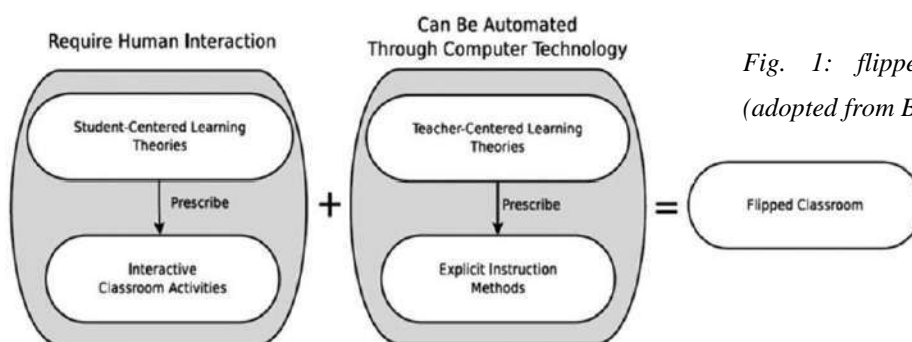 Require Human Interaction
Can Be Automated
Through Computer Technology
Fig. 1: flippe
(adopted from B
Student-Centered Learning
Theories
Prescribe
Interactive
Classroom Activities
+
Teacher-Centered Learning
Theories
Prescribe
Explicit Instruction
Methods
=
Flipped Classroom